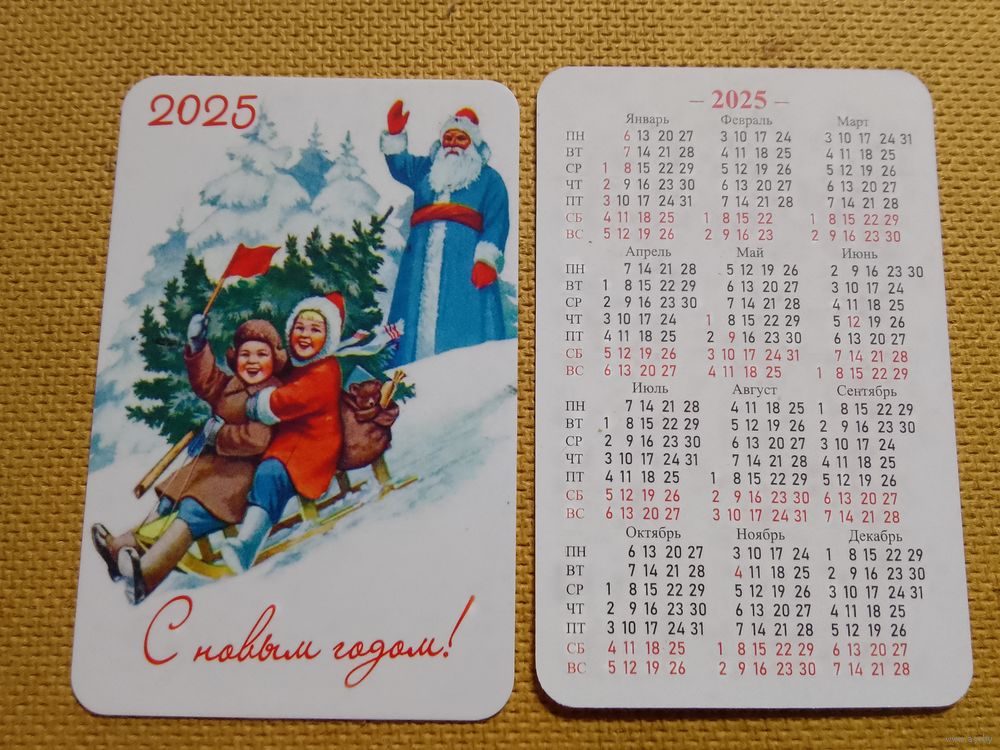 2025
С новым годом!
– 2025 –
Январь Февраль Март
ПН 6 13 20 27 3 10 17 24 3 10 17 24 31
ВТ 7 14 21 28 4 11 18 25 4 11 18 25
СР 1 8 15 22 29 5 12 19 26 5 12 19 26
ЧТ 2 9 16 23 30 6 13 20 27 6 13 20 27
ПТ 3 10 17 24 31 7 14 21 28 7 14 21 28
СБ 4 11 18 25 1 8 15 22 1 8 15 22 29
ВС 5 12 19 26 2 9 16 23 2 9 16 23 30
Апрель Май Июнь
ПН 7 14 21 28 5 12 19 26 2 9 16 23 30
ВТ 1 8 15 22 29 6 13 20 27 3 10 17 24
СР 2 9 16 23 30 7 14 21 28 4 11 18 25
ЧТ 3 10 17 24 1 8 15 22 29 5 12 19 26
ПТ 4 11 18 25 2 9 16 23 30 6 13 20 27
СБ 5 12 19 26 3 10 17 24 31 7 14 21 28
ВС 6 13 20 27 4 11 18 25 1 8 15 22 29
Июль Август Сентябрь
ПН 7 14 21 28 4 11 18 25 1 8 15 22 29
ВТ 1 8 15 22 29 5 12 19 26 2 9 16 23 30
СР 2 9 16 23 30 6 13 20 27 3 10 17 24
ЧТ 3 10 17 24 31 7 14 21 28 4 11 18 25
ПТ 4 11 18 25 1 8 15 22 29 5 12 19 26
СБ 5 12 19 26 2 9 16 23 30 6 13 20 27
ВС 6 13 20 27 3 10 17 24 31 7 14 21 28
Октябрь Ноябрь Декабрь
ПН 6 13 20 27 3 10 17 24 1 8 15 22 29
ВТ 7 14 21 28 4 11 18 25 2 9 16 23 30
СР 1 8 15 22 29 5 12 19 26 3 10 17 24 31
ЧТ 2 9 16 23 30 6 13 20 27 4 11 18 25
ПТ 3 10 17 24 31 7 14 21 28 5 12 19 26
СБ 4 11 18 25 1 8 15 22 29 6 13 20 27
ВС 5 12 19 26 2 9 16 23 30 7 14 21 28